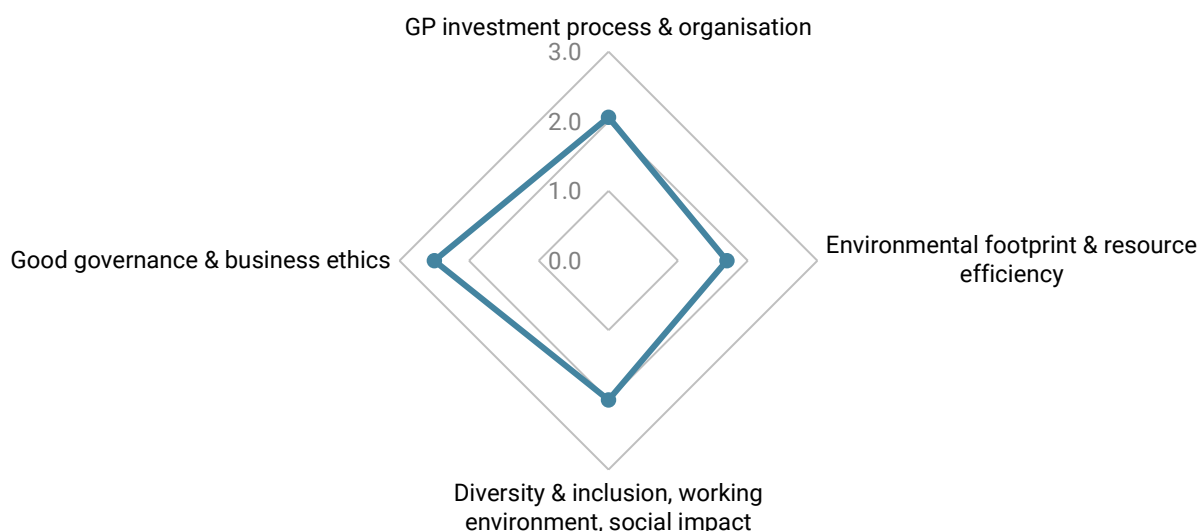 GP investment process & organisation
3.0
2.0
1.0
Good governance & business ethics
0.0
Environmental footprint & resource
efficiency
Diversity & inclusion, working
environment, social impact